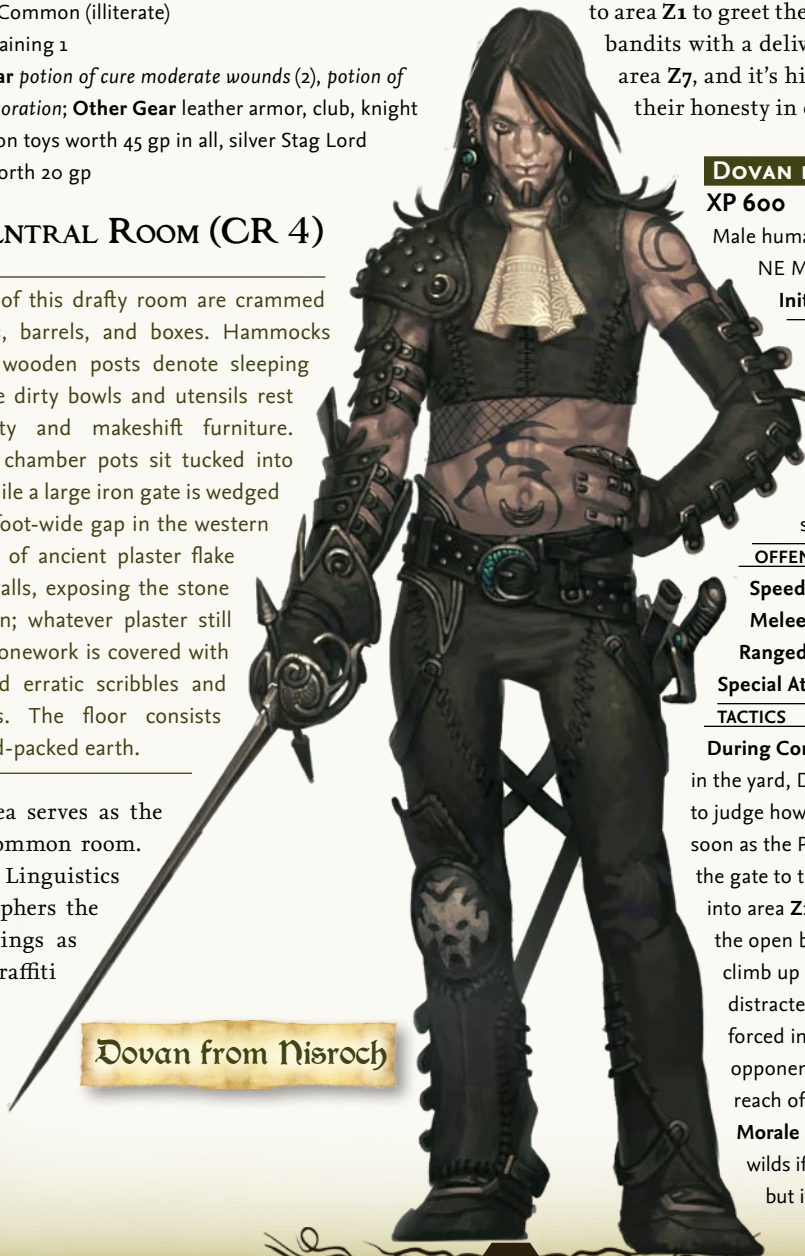 Common (illiterate)
aining 1
ar potion of cure moderate wounds (2), potion of
oration; Other Gear leather armor, club, knight
on toys worth 45 gp in all, silver Stag Lord
orth 20 gp
entral Room (CR 4)
of this drafty room are crammed
s, barrels, and boxes. Hammocks
wooden posts denote sleeping
e dirty bowls and utensils rest
ty and makeshift furniture.
chamber pots sit tucked into
ile a large iron gate is wedged
foot-wide gap in the western
of ancient plaster flake
alls, exposing the stone
n; whatever plaster still
onework is covered with
d erratic scribbles and
s. The floor consists
d-packed earth.
ea serves as the
ommon room.
Linguistics
phers the
ings as
raffiti
Dovan from Nisroch
to area Z1 to greet the
bandits with a deliv
area Z7, and it's hi
their honesty in
Dovan
XP 600
Male huma
NE M
Init
s
OFFEN
Speed
Melee
Ranged
Special At
TACTICS
During Co
in the yard, D
to judge how
soon as the P
the gate to t
into area Z
the open b
climb up
distracte
forced in
opponen
reach of
Morale
wilds if
but i